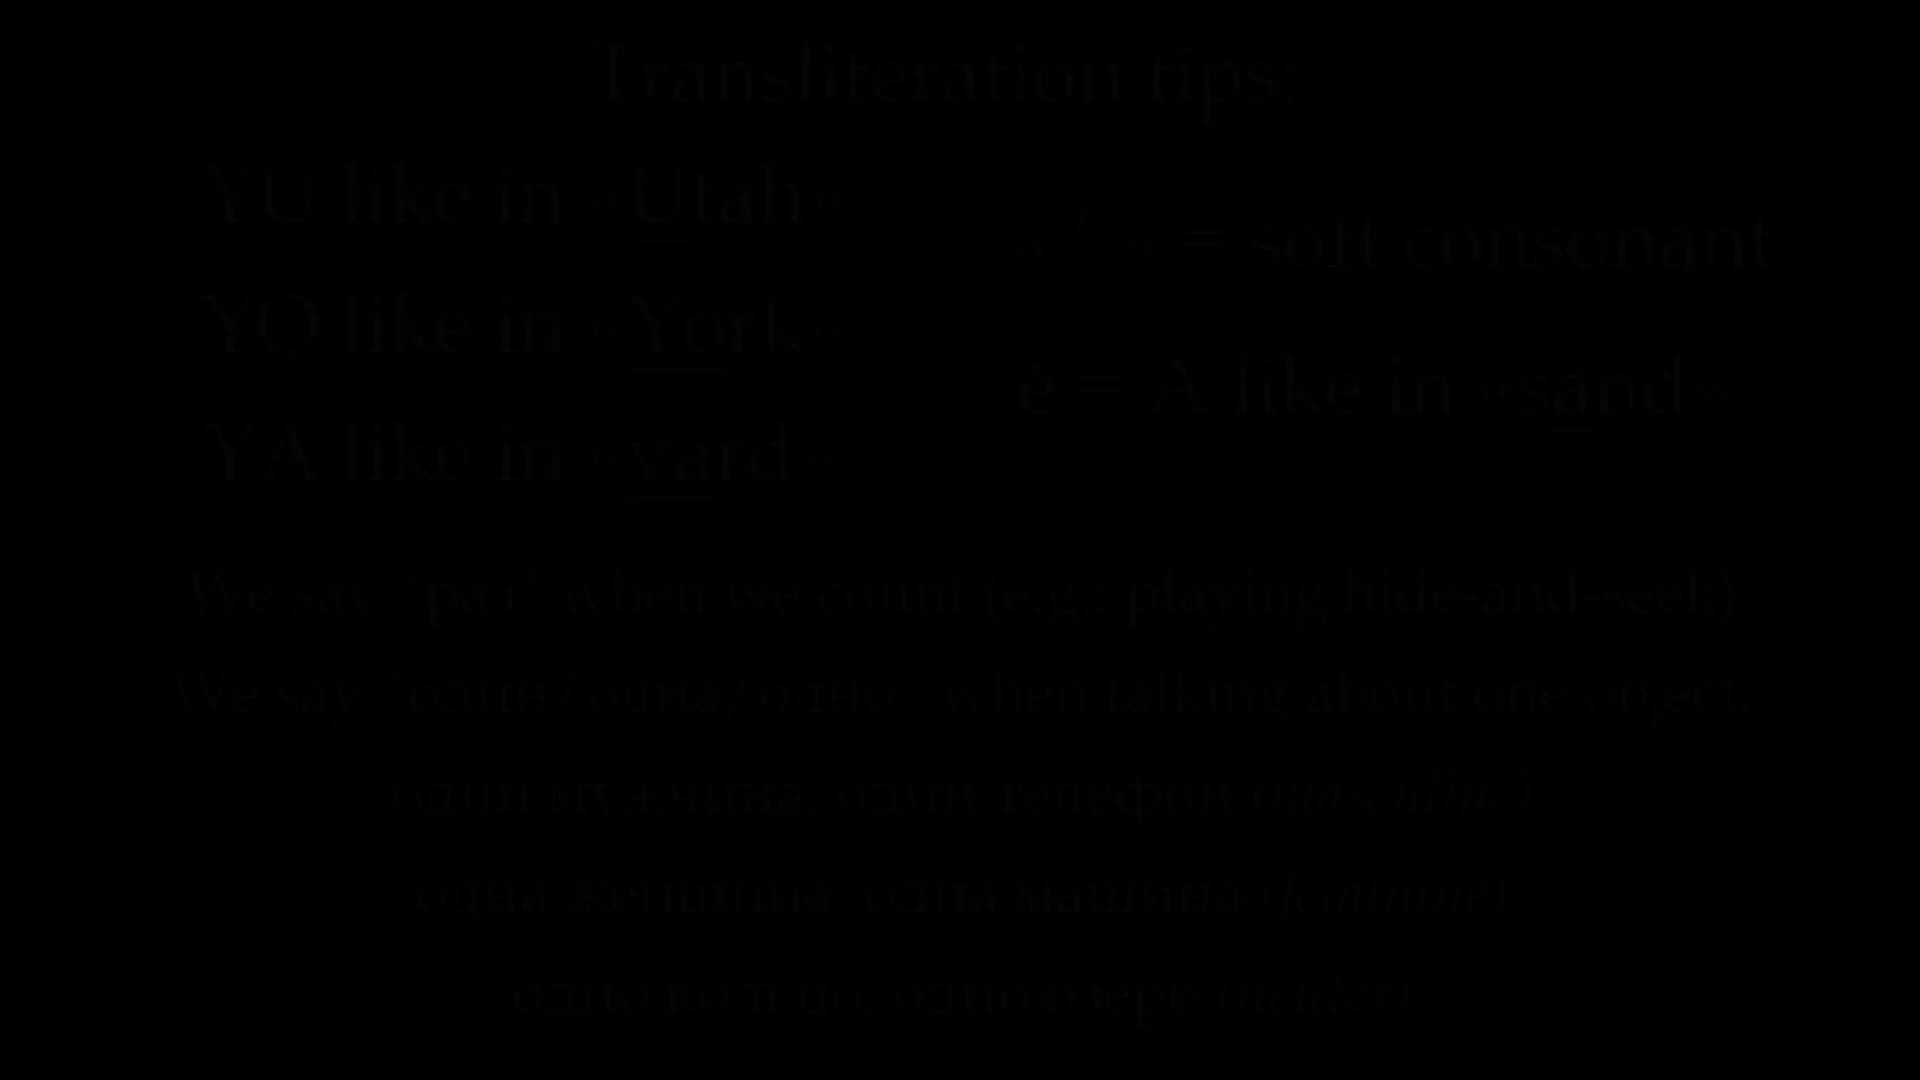 Transliteration tips:
YU like in «Utah»
YO like in «York»
YA like in «yard»
« ′ » = soft consonant
ė = A like in «sand»
We say "раз" when we count (e.g.: playing hide-and-seek)
We say "один/одна/одно" when talking about one object:
один мужчина, один телефон (masculine)
одна женщина, одна машина (feminine)
одно кольцо, одно озеро (neuter)